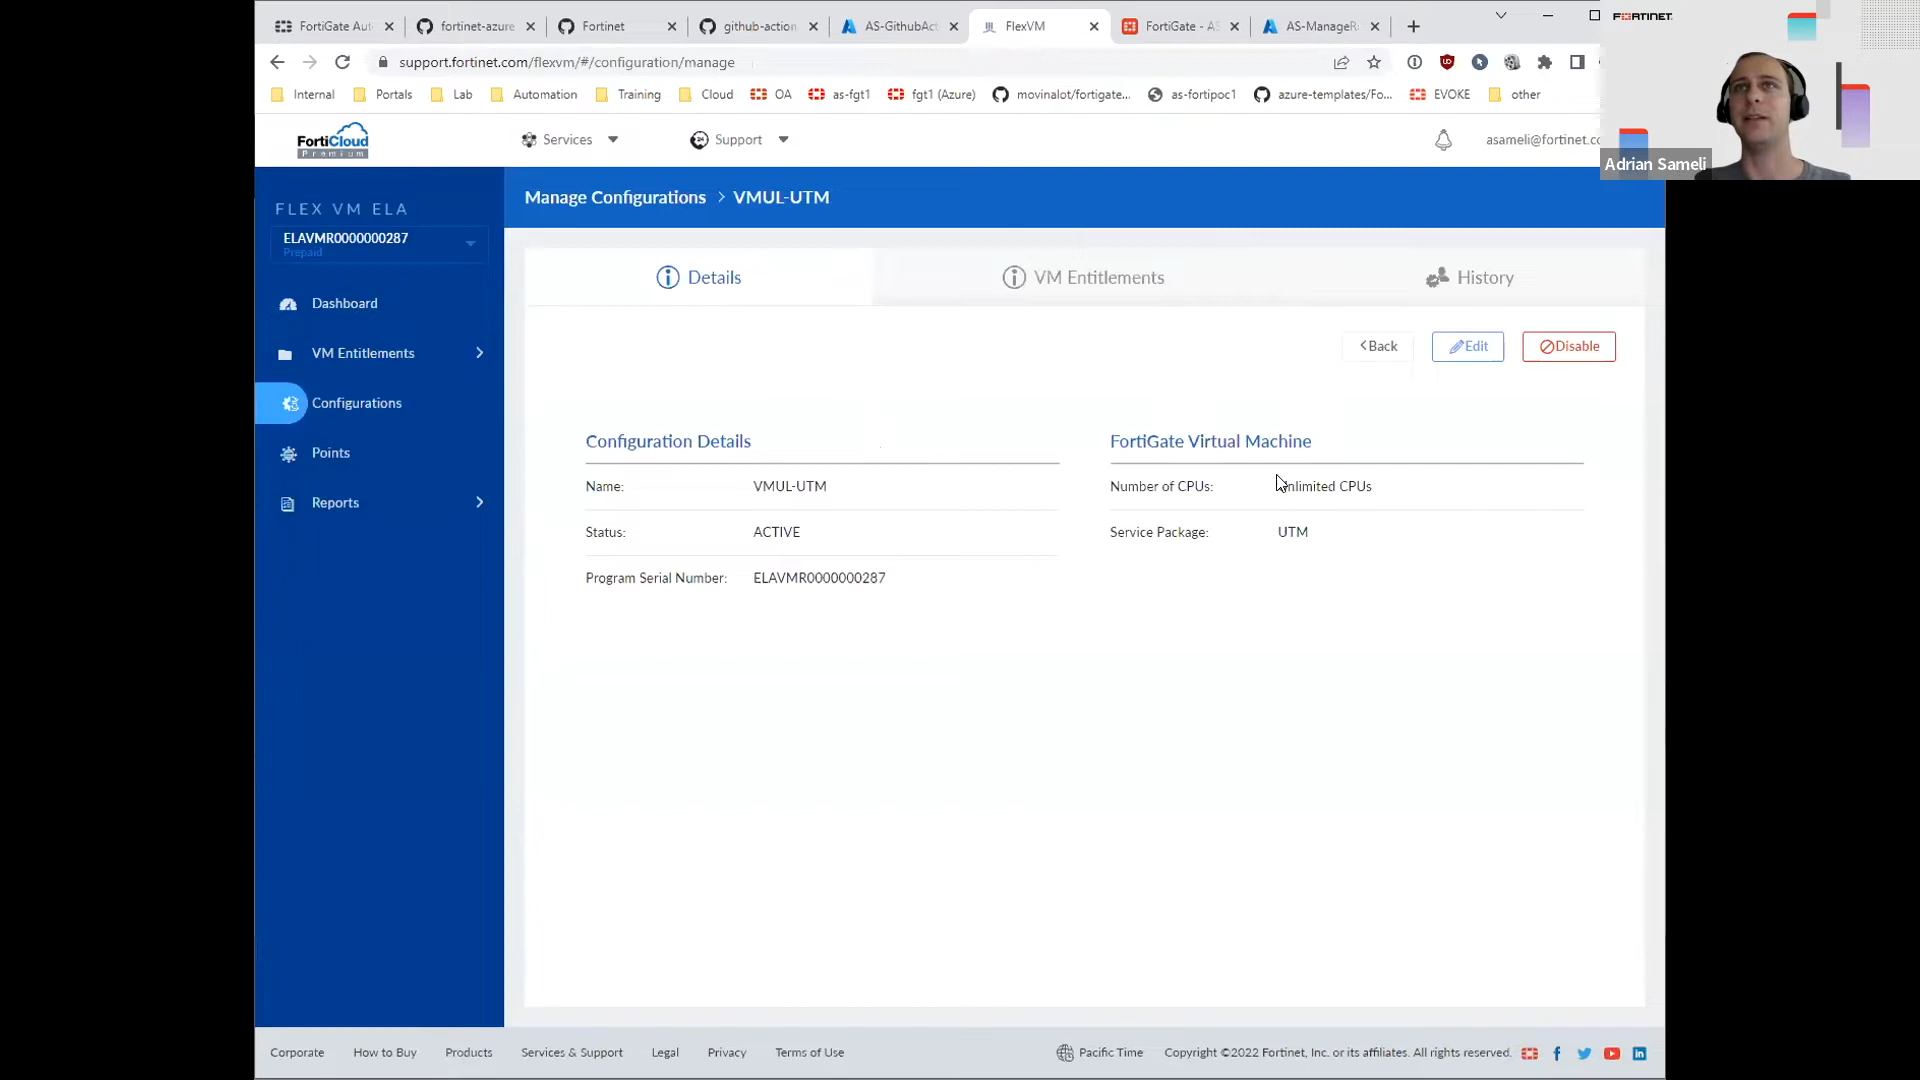 FortiGate Aut
fortinet-azure
Fortinet
github-action
AS-GithubAct
FlexVM
FortiGate - AS
AS-ManageR
FORTINET
support.fortinet.com/flexvm/#/configuration/manage
Internal
Portals
Lab
Automation
Training
Cloud
OA
as-fgt1
fgt1 (Azure)
movinalot/fortigate...
as-fortipoc1
azure-templates/Fo...
EVOKE
other
FortiCloud
Premium
Services
Support
asameli@fortinet.co
Adrian Sameli
FLEX VM ELA
ELAVMR0000000287
Prepaid
Dashboard
VM Entitlements
Configurations
Points
Reports
Manage Configurations > VMUL-UTM
Details
VM Entitlements
History
Back
Edit
Disable
Configuration Details
Name: VMUL-UTM
Status: ACTIVE
Program Serial Number: ELAVMR0000000287
FortiGate Virtual Machine
Number of CPUs: Unlimited CPUs
Service Package: UTM
Corporate
How to Buy
Products
Services & Support
Legal
Privacy
Terms of Use
Pacific Time
Copyright ©2022 Fortinet, Inc. or its affiliates. All rights reserved.